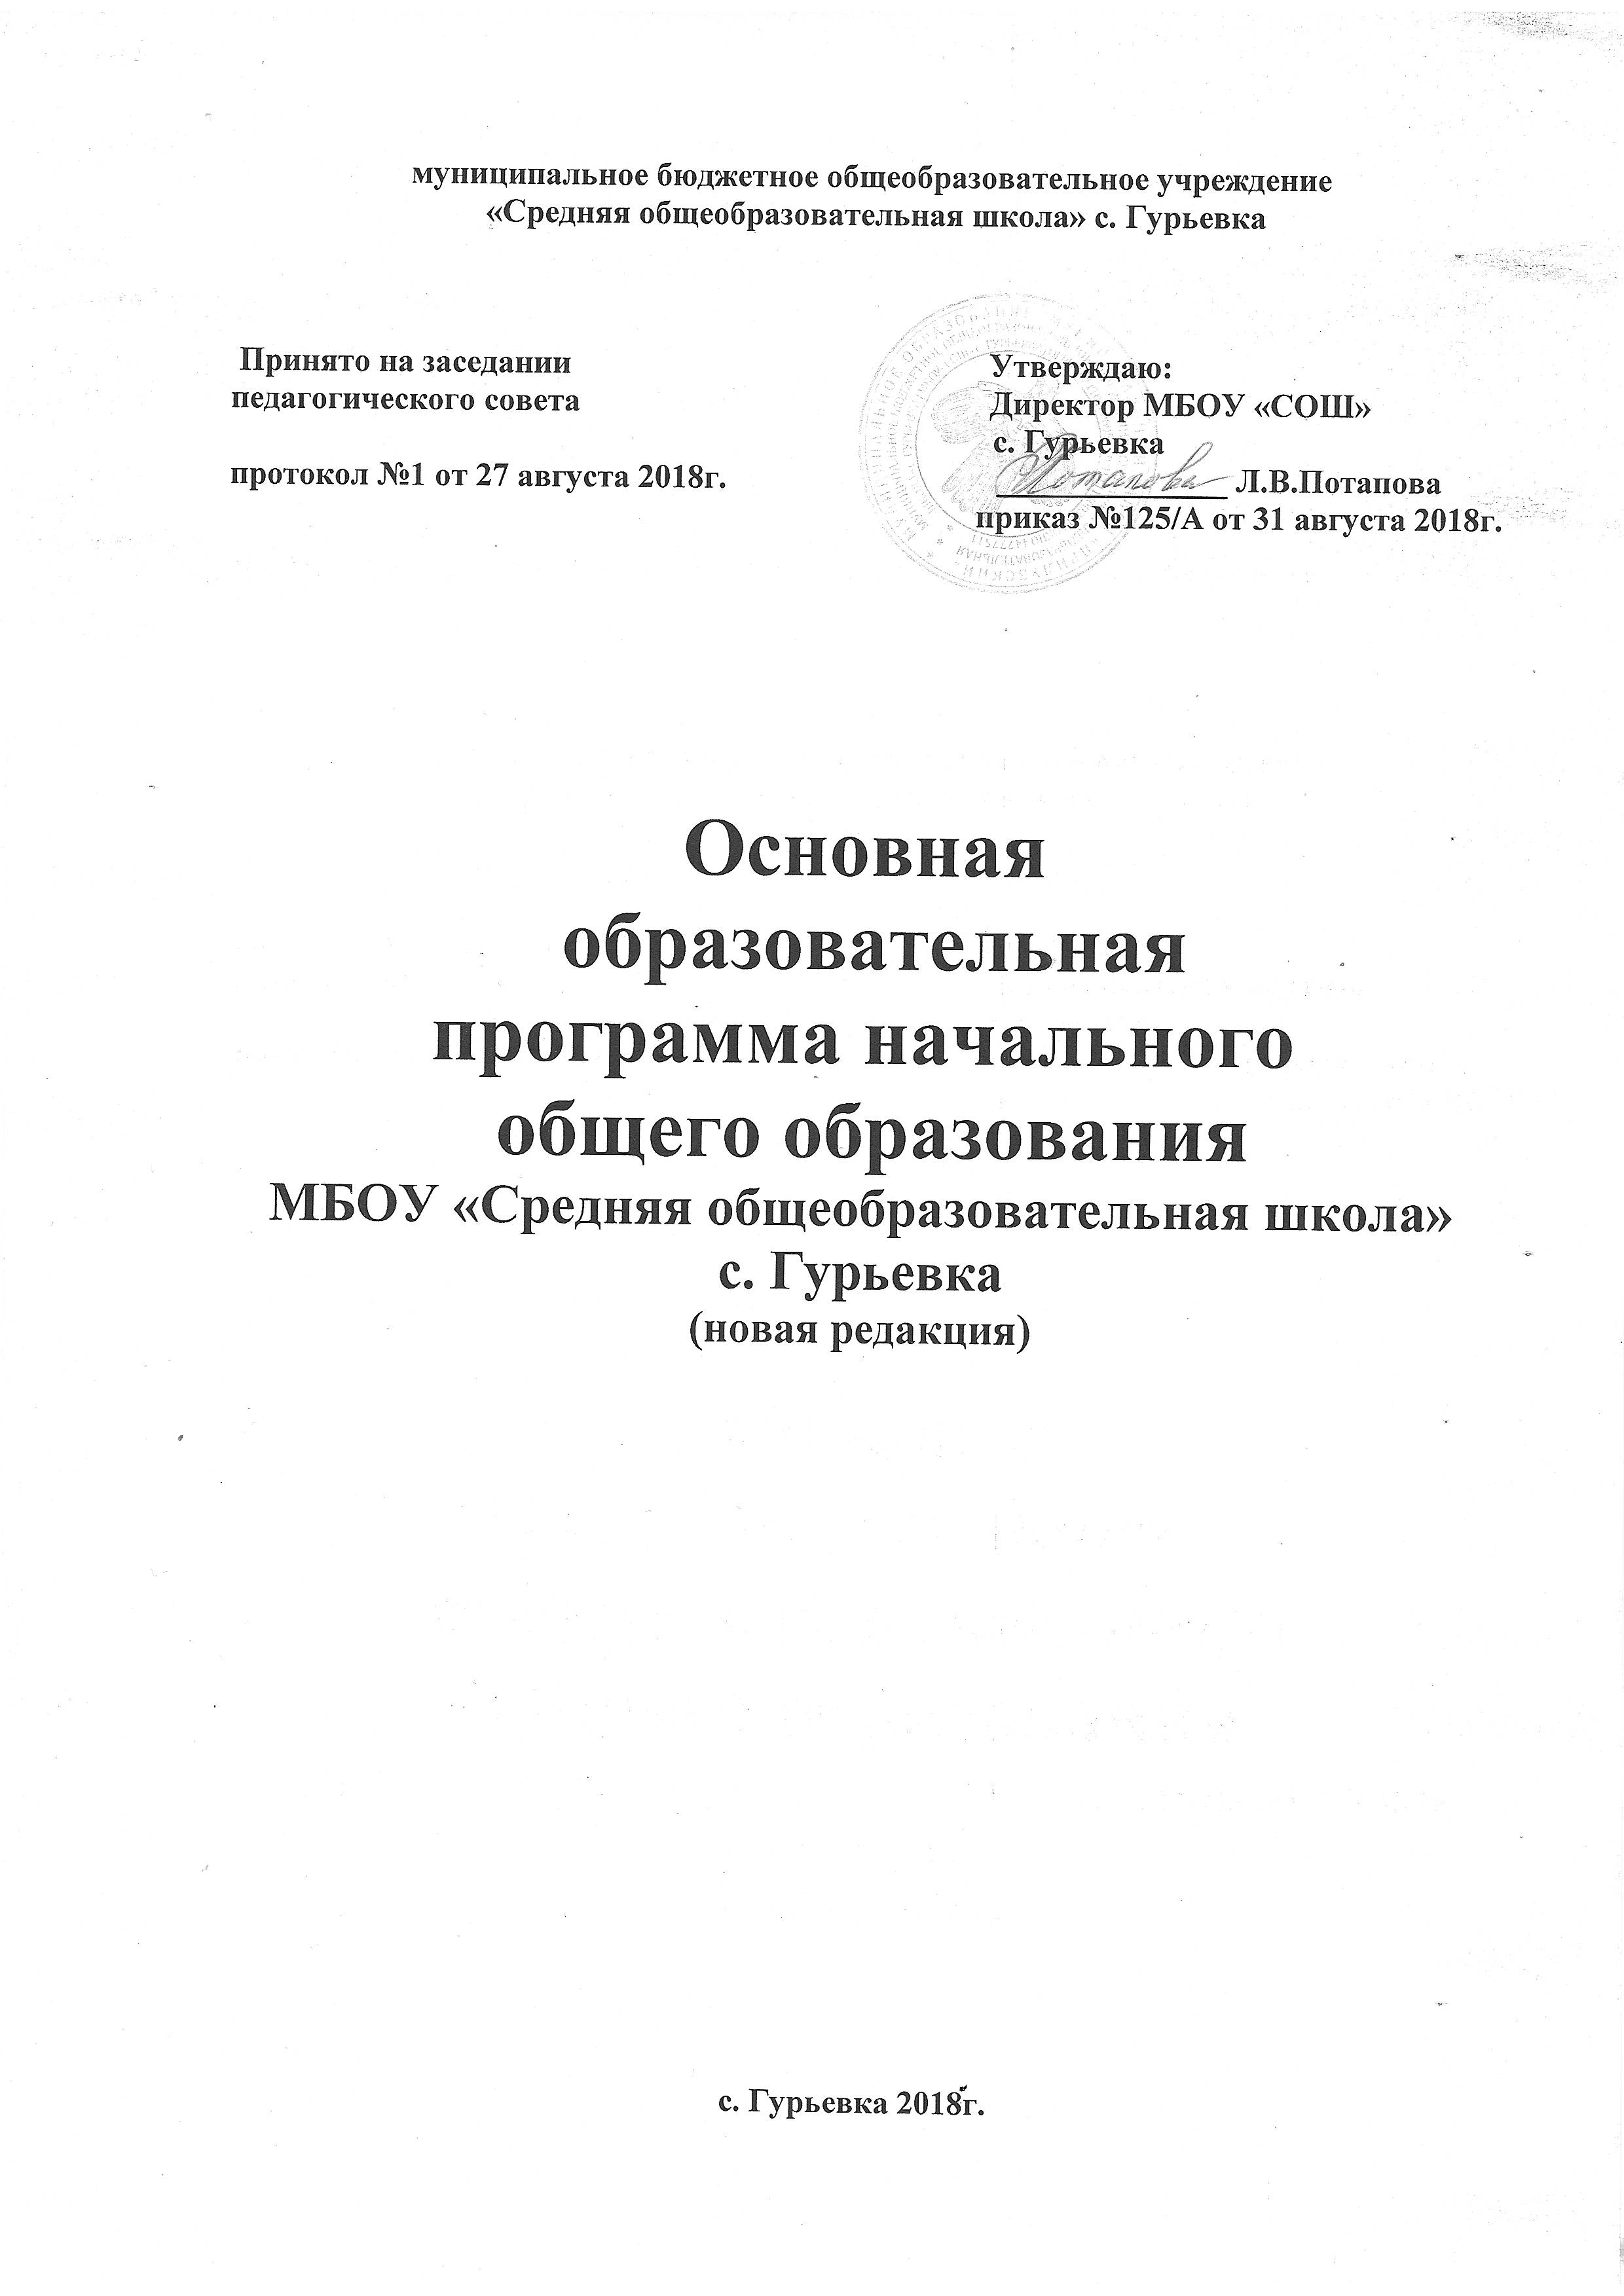 муниципальное бюджетное общеобразовательное учреждение
«Средняя общеобразовательная школа» с. Гурьевка
Принято на заседании
педагогического совета
протокол №1 от 27 августа 2018г.
Утверждаю:
Директор МБОУ «СОШ»
с. Гурьевка
Потапова Л.В.Потапова
приказ №125/А от 31 августа 2018г.
Основная
образовательная
программа начального
общего образования
МБОУ «Средняя общеобразовательная школа»
с. Гурьевка
(новая редакция)
с. Гурьевка 2018г.